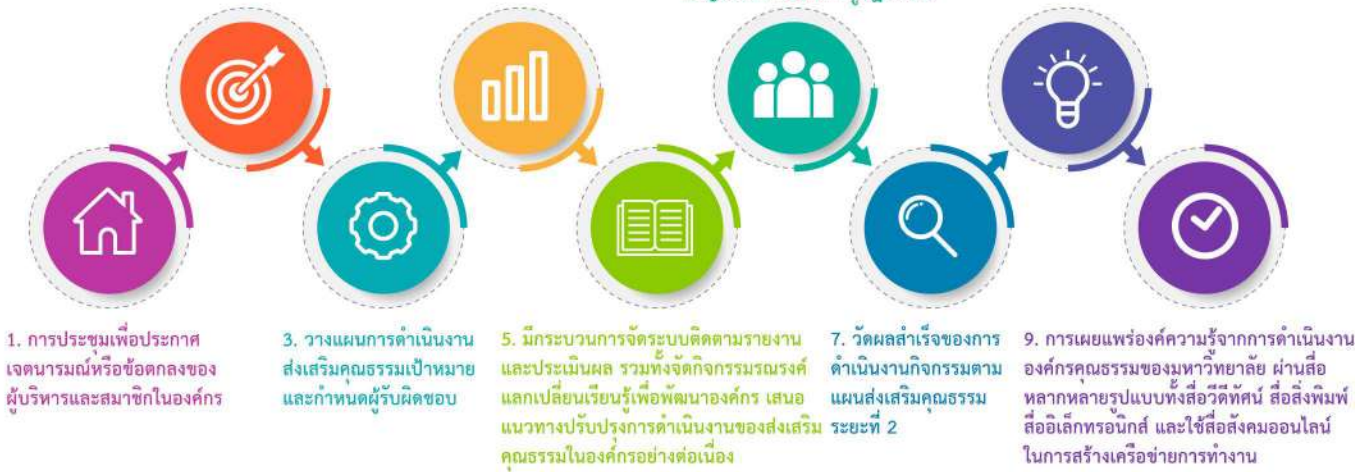 1. การประชุมเพื่อประกาศ
เจตนารมณ์หรือข้อตกลงของ
ผู้บริหารและสมาชิกในองค์กร
3. วางแผนการดำเนินงาน
ส่งเสริมคุณธรรมเป้าหมาย
และกำหนดผู้รับผิดชอบ
5. มีกระบวนการจัดระบบติดตามรายงาน
และประเมินผล รวมทั้งจัดกิจกรรมรณรงค์
แลกเปลี่ยนเรียนรู้เพื่อพัฒนาองค์กร เสนอ
แนวทางปรับปรุงการดำเนินงานของส่งเสริม
คุณธรรมในองค์กรอย่างต่อเนื่อง
7. วัดผลสำเร็จของการ
ดำเนินงานกิจกรรมตาม
แผนส่งเสริมคุณธรรม
ระยะที่ 2
9. การเผยแพร่องค์ความรู้จากการดำเนินงาน
องค์กรคุณธรรมของมหาวิทยาลัย ผ่านสื่อ
หลากหลายรูปแบบทั้งสื่อวีดีทัศน์ สื่อสิ่งพิมพ์
สื่ออิเล็กทรอนิกส์ และใช้สื่อสังคมออนไลน์
ในการสร้างเครือข่ายการทำงาน